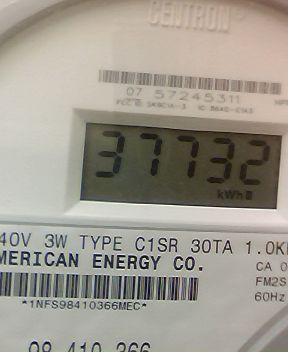 CENTRON
07 57245311
37732
kWh
40V 3W TYPE C1SR 30TA 1.0K
MERICAN ENERGY CO.
CA 0
FM2S
*1NFS98410366MEC*
60Hz
98 410 366